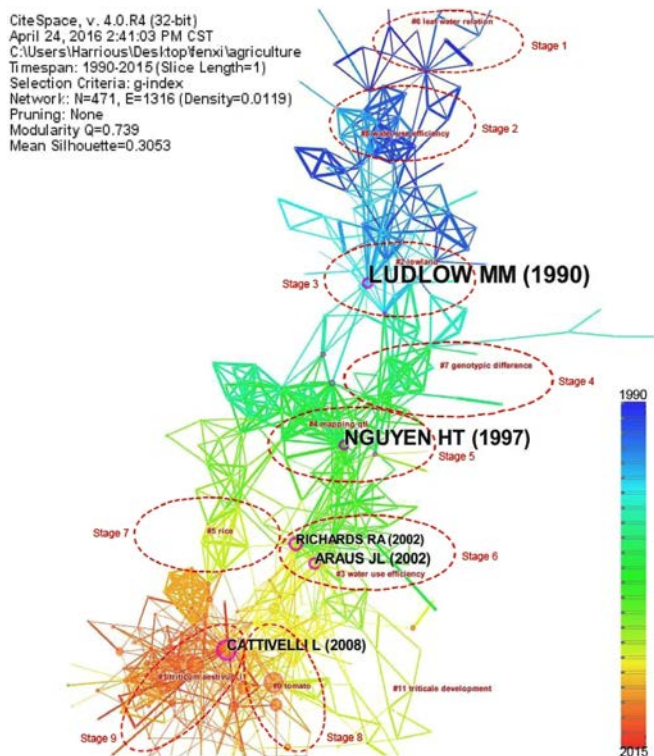 CiteSpace, v. 4.0.R4 (32-bit)
April 24, 2016 2:41:03 PM CST
C:\Users\Harrious\Desktop\fenxi\agriculture
Timespan: 1990-2015 (Slice Length=1)
Selection Criteria: g-index
Network: N=471, E=1316 (Density=0.0119)
Pruning: None
Modularity Q=0.739
Mean Silhouette=0.3053
#6 leaf water relation
Stage 1
water use efficiency
Stage 2
#2 lowland
LUDLOW MM (1990)
Stage 3
#7 genotypic difference
Stage 4
1990
#4 mapping qtl
NGUYEN HT (1997)
Stage 5
Stage 7
#5 rice
RICHARDS RA (2002)
Stage 6
ARAUS JL (2002)
#3 water use efficiency
CATTIVELLI L (2008)
#0 tomato
#11 triticale development
Stage 9
Stage 8
2015